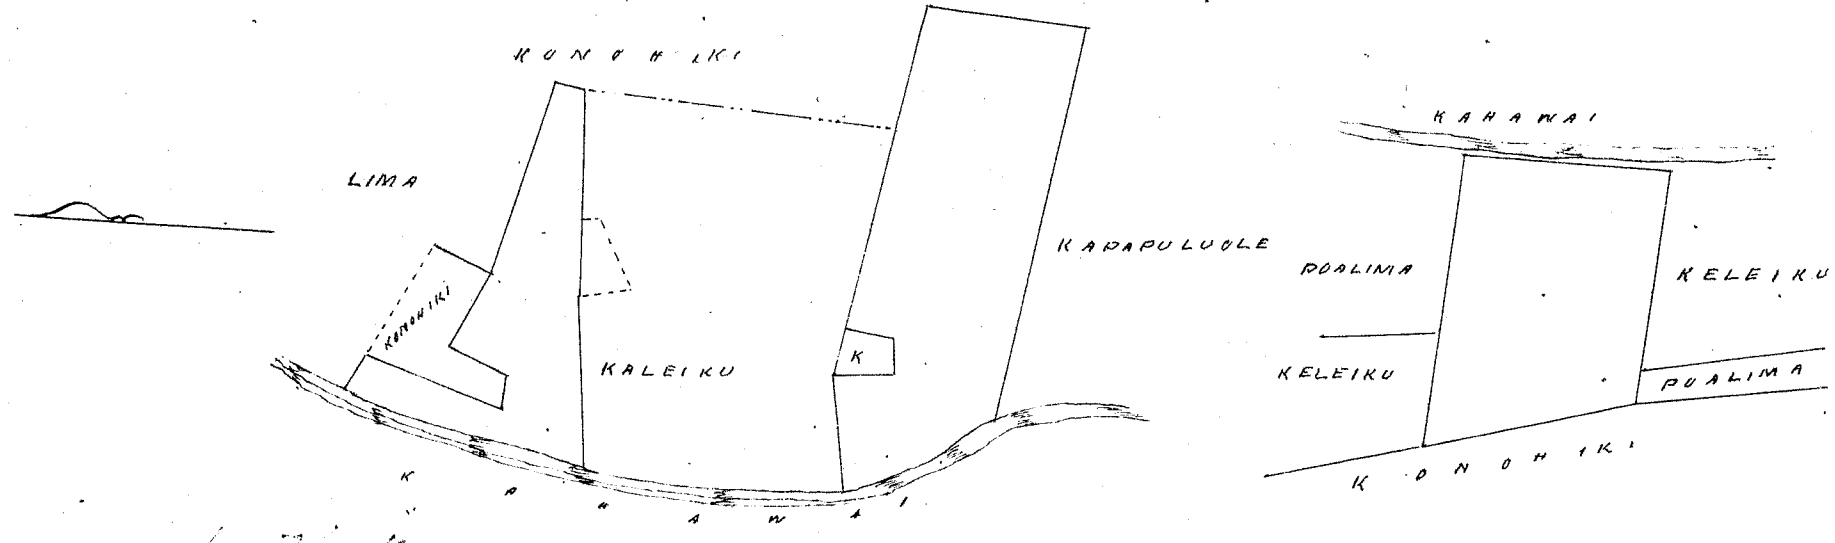 KONOHIKI
KAHAWAI
LIMA
KAPAPULUOLE
POALIMA
KELEIKU
KONOHIKI
K
KALEIKU
KELEIKU
POALIMA
KONOHIKI
KAHAWAI